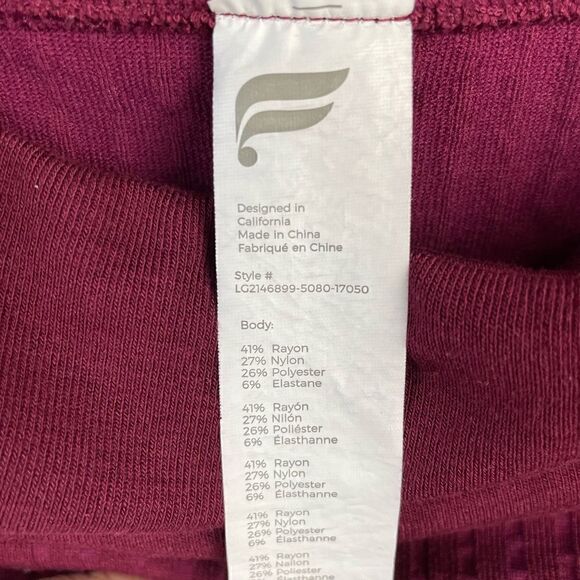 Designed in
California
Made in China
Fabriqué en Chine
Style #
LG2146899-5080-17050
Body:
41% Rayon
27% Nylon
26% Polyester
6% Elastane
41% Rayón
27% Nilón
26% Poliéster
6% Élasthanne
41% Rayon
27% Nylon
26% Polyester
6% Élasthanne
41% Rayon
27% Nylon
26% Polyester
6% Elasthan
41% Rayon
27% Nailon
26% Polyester